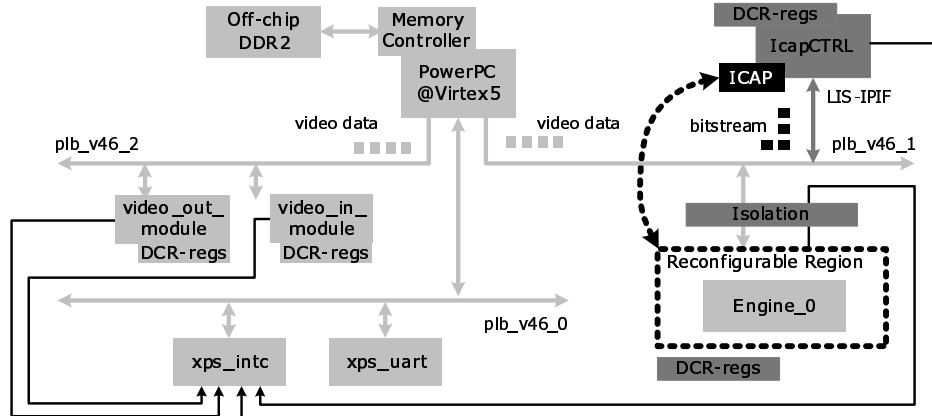 Off-chip
DDR2
Memory
Controller
PowerPC
@Virtex5
DCR-regs
IcapCTRL
ICAP
LIS-IPIF
bitstream
video data
video data
plb_v46_2
plb_v46_1
video_out_
module
DCR-regs
video_in_
module
DCR-regs
Isolation
Reconfigurable Region
Engine_0
plb_v46_0
xps_intc
xps_uart
DCR-regs